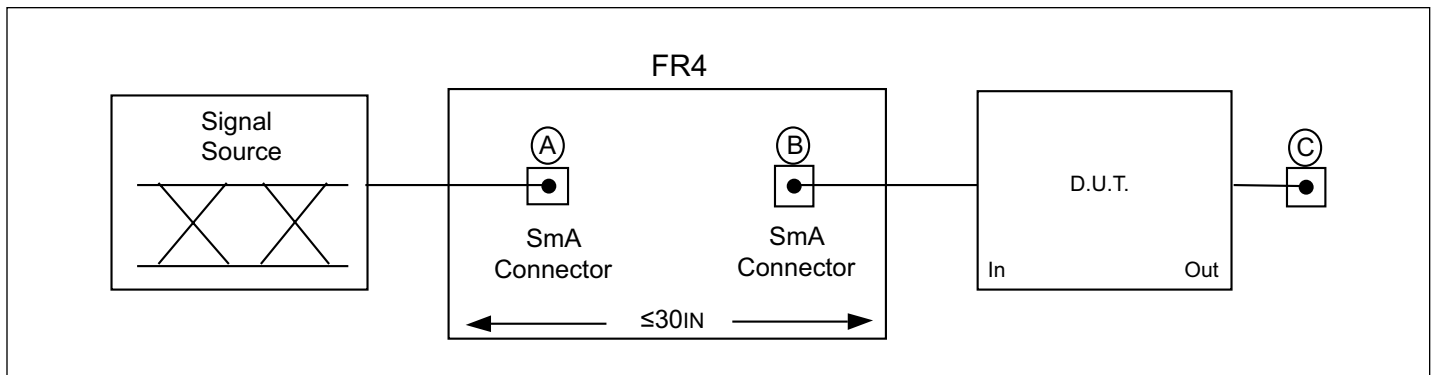 FR4
Signal
Source
A
B
C
D.U.T.
SmA
Connector
SmA
Connector
In
Out
≤30IN